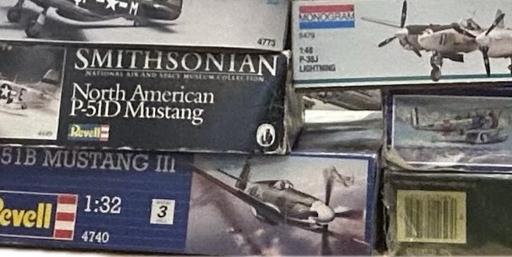 4773
SMITHSONIAN
NATIONAL AIR AND SPACE MUSEUM COLLECTION
North American
P-51D Mustang
Revell
MONOGRAM
5479
1:48
P-38J
LIGHTNING
51B MUSTANG III
Revell
1:32
3
4740